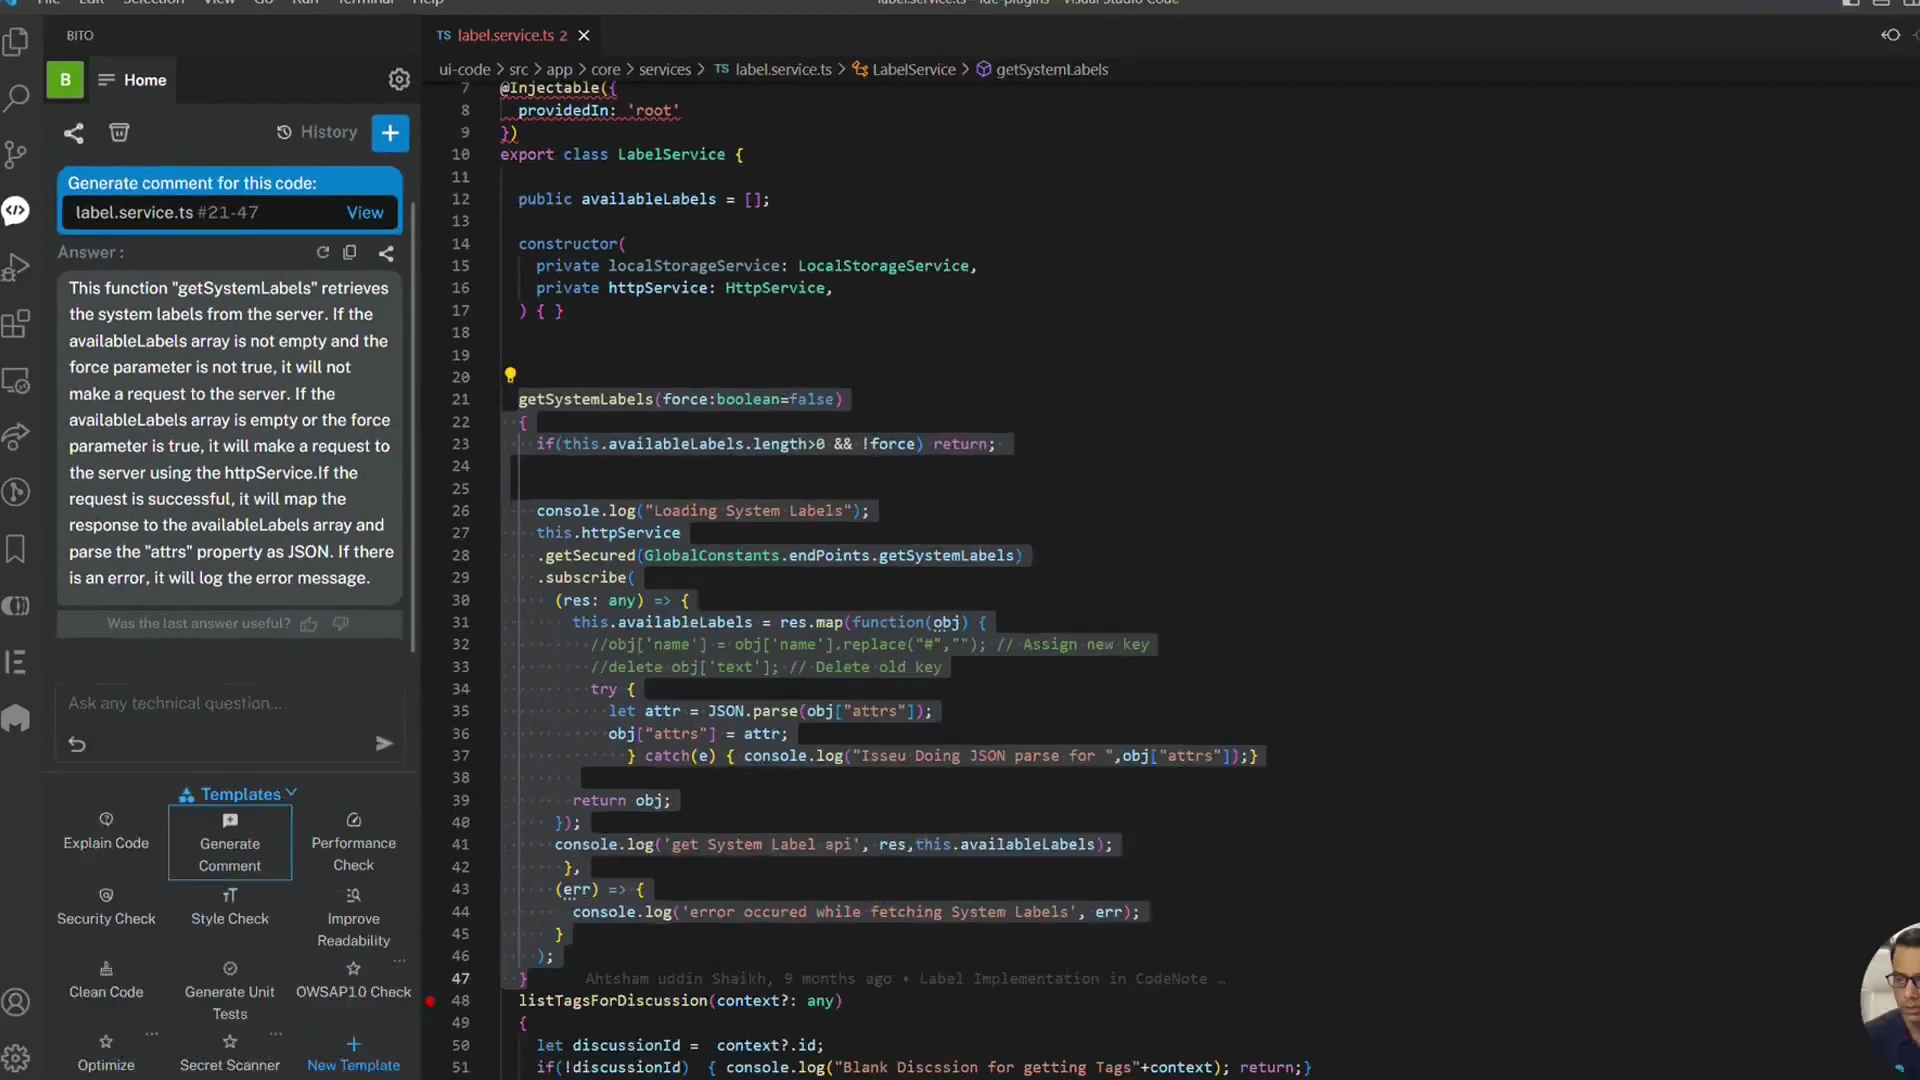 File Edit Selection View Go Run Terminal Help
label.service.ts - ide-plugins - Visual Studio Code
BITO
TS label.service.ts 2
B Home
ui-code > src > app > core > services > TS label.service.ts > LabelService > getSystemLabels
History
Generate comment for this code:
label.service.ts #21-47 View
Answer :
This function "getSystemLabels" retrieves
the system labels from the server. If the
availableLabels array is not empty and the
force parameter is not true, it will not
make a request to the server. If the
availableLabels array is empty or the force
parameter is true, it will make a request to
the server using the httpService.If the
request is successful, it will map the
response to the availableLabels array and
parse the "attrs" property as JSON. If there
is an error, it will log the error message.
Was the last answer useful?
Ask any technical question...
Templates
Explain Code
Generate
Comment
Performance
Check
Security Check
Style Check
Improve
Readability
Clean Code
Generate Unit
Tests
OWSAP10 Check
Optimize
Secret Scanner
New Template
7 @Injectable({
8 providedIn: 'root'
9 })
10 export class LabelService {
11
12 public availableLabels = [];
13
14 constructor(
15 private localStorageService: LocalStorageService,
16 private httpService: HttpService,
17 ) { }
18
19
20
21 getSystemLabels(force:boolean=false)
22 {
23 if(this.availableLabels.length>0 && !force) return;
24
25
26 console.log("Loading System Labels");
27 this.httpService
28 .getSecured(GlobalConstants.endPoints.getSystemLabels)
29 .subscribe(
30 (res: any) => {
31 this.availableLabels = res.map(function(obj) {
32 //obj['name'] = obj['name'].replace("#",""); // Assign new key
33 //delete obj['text']; // Delete old key
34 try {
35 let attr = JSON.parse(obj["attrs"]);
36 obj["attrs"] = attr;
37 } catch(e) { console.log("Isseu Doing JSON parse for ",obj["attrs"]);}
38
39 return obj;
40 });
41 console.log('get System Label api', res,this.availableLabels);
42 },
43 (err) => {
44 console.log('error occured while fetching System Labels', err);
45 }
46 );
47 } Ahtsham uddin Shaikh, 9 months ago • Label Implementation in CodeNote …
48 listTagsForDiscussion(context?: any)
49 {
50 let discussionId = context?.id;
51 if(!discussionId) { console.log("Blank Discssion for getting Tags"+context); return;}